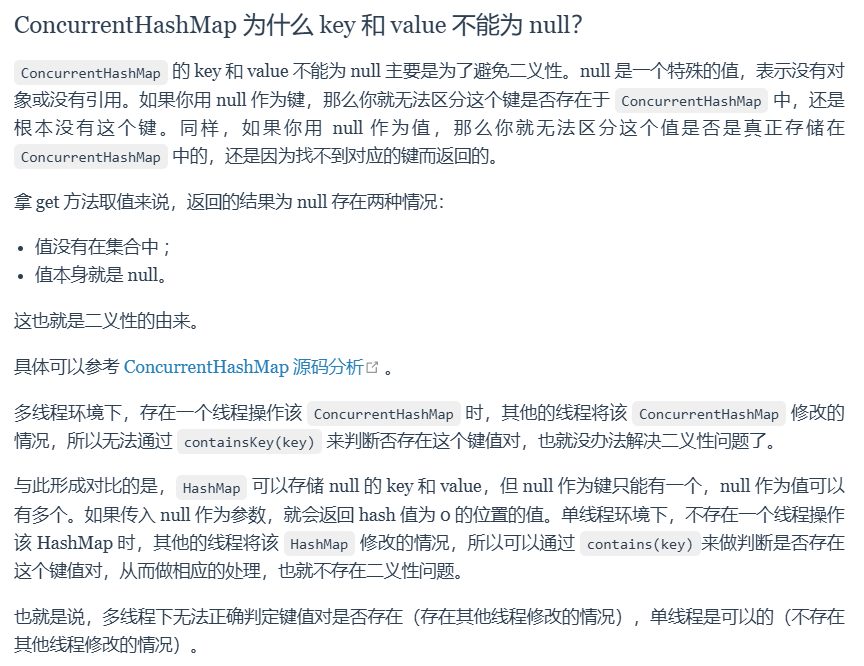 ConcurrentHashMap 为什么 key 和 value 不能为 null？
ConcurrentHashMap 的 key 和 value 不能为 null 主要是为了避免二义性。null 是一个特殊的值，表示没有对
象或没有引用。如果你用 null 作为键，那么你就无法区分这个键是否存在于 ConcurrentHashMap 中，还是
根本没有这个键。同样，如果你用 null 作为值，那么你就无法区分这个值是否是真正存储在
ConcurrentHashMap 中的，还是因为找不到对应的键而返回的。
拿 get 方法取值来说，返回的结果为 null 存在两种情况：
• 值没有在集合中 ；
• 值本身就是 null。
这也就是二义性的由来。
具体可以参考 ConcurrentHashMap 源码分析 。
多线程环境下，存在一个线程操作该 ConcurrentHashMap 时，其他的线程将该 ConcurrentHashMap 修改的
情况，所以无法通过 containsKey(key) 来判断否存在这个键值对，也就没办法解决二义性问题了。
与此形成对比的是，HashMap 可以存储 null 的 key 和 value，但 null 作为键只能有一个，null 作为值可以
有多个。如果传入 null 作为参数，就会返回 hash 值为 0 的位置的值。单线程环境下，不存在一个线程操作
该 HashMap 时，其他的线程将该 HashMap 修改的情况，所以可以通过 contains(key) 来做判断是否存在
这个键值对，从而做相应的处理，也就不存在二义性问题。
也就是说，多线程下无法正确判定键值对是否存在（存在其他线程修改的情况），单线程是可以的（不存在
其他线程修改的情况）。